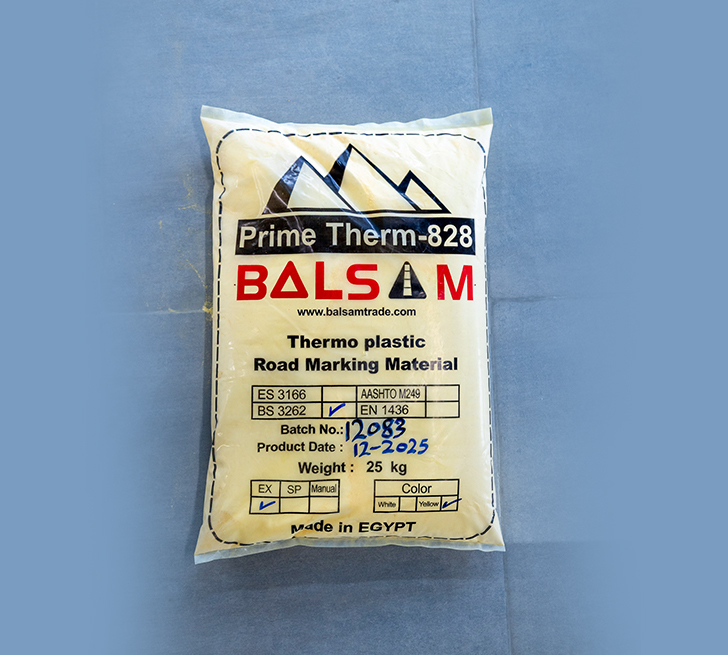 Prime Therm-828
BALSAM
www.balsamtrade.com
Thermo plastic
Road Marking Material
ES 3166 AASHTO M249
BS 3262 ✓ EN 1436
Batch No.: 12083
Product Date : 12-2025
Weight : 25 kg
EX SP Manual Color
✓ White Yellow ✓
Made in EGYPT